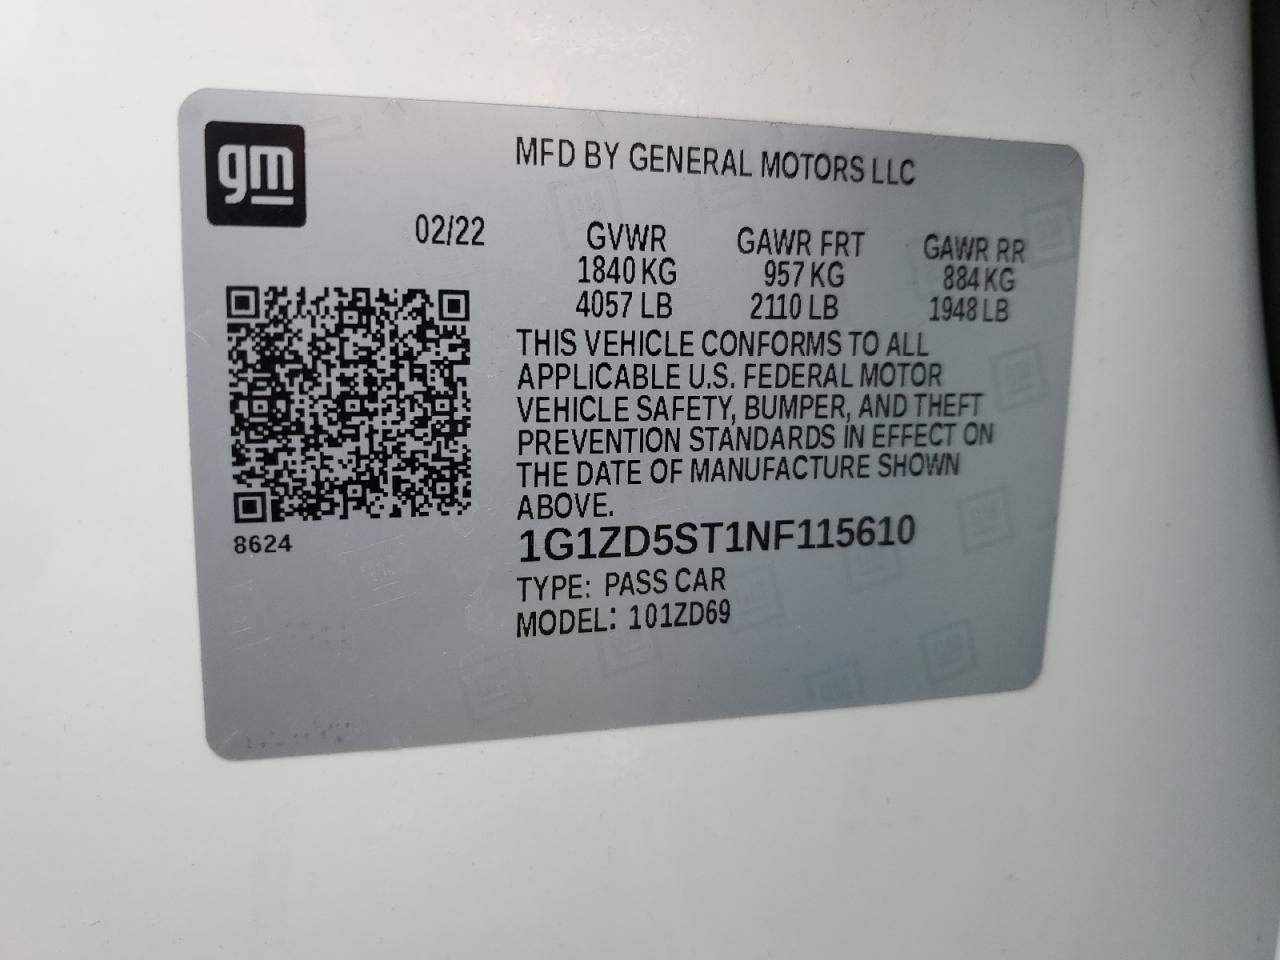 gm
MFD BY GENERAL MOTORS LLC
02/22 GVWR GAWR FRT GAWR RR
1840 KG 957 KG 884 KG
4057 LB 2110 LB 1948 LB
THIS VEHICLE CONFORMS TO ALL
APPLICABLE U.S. FEDERAL MOTOR
VEHICLE SAFETY, BUMPER, AND THEFT
PREVENTION STANDARDS IN EFFECT ON
THE DATE OF MANUFACTURE SHOWN
ABOVE.
8624
1G1ZD5ST1NF115610
TYPE: PASS CAR
MODEL: 101ZD69